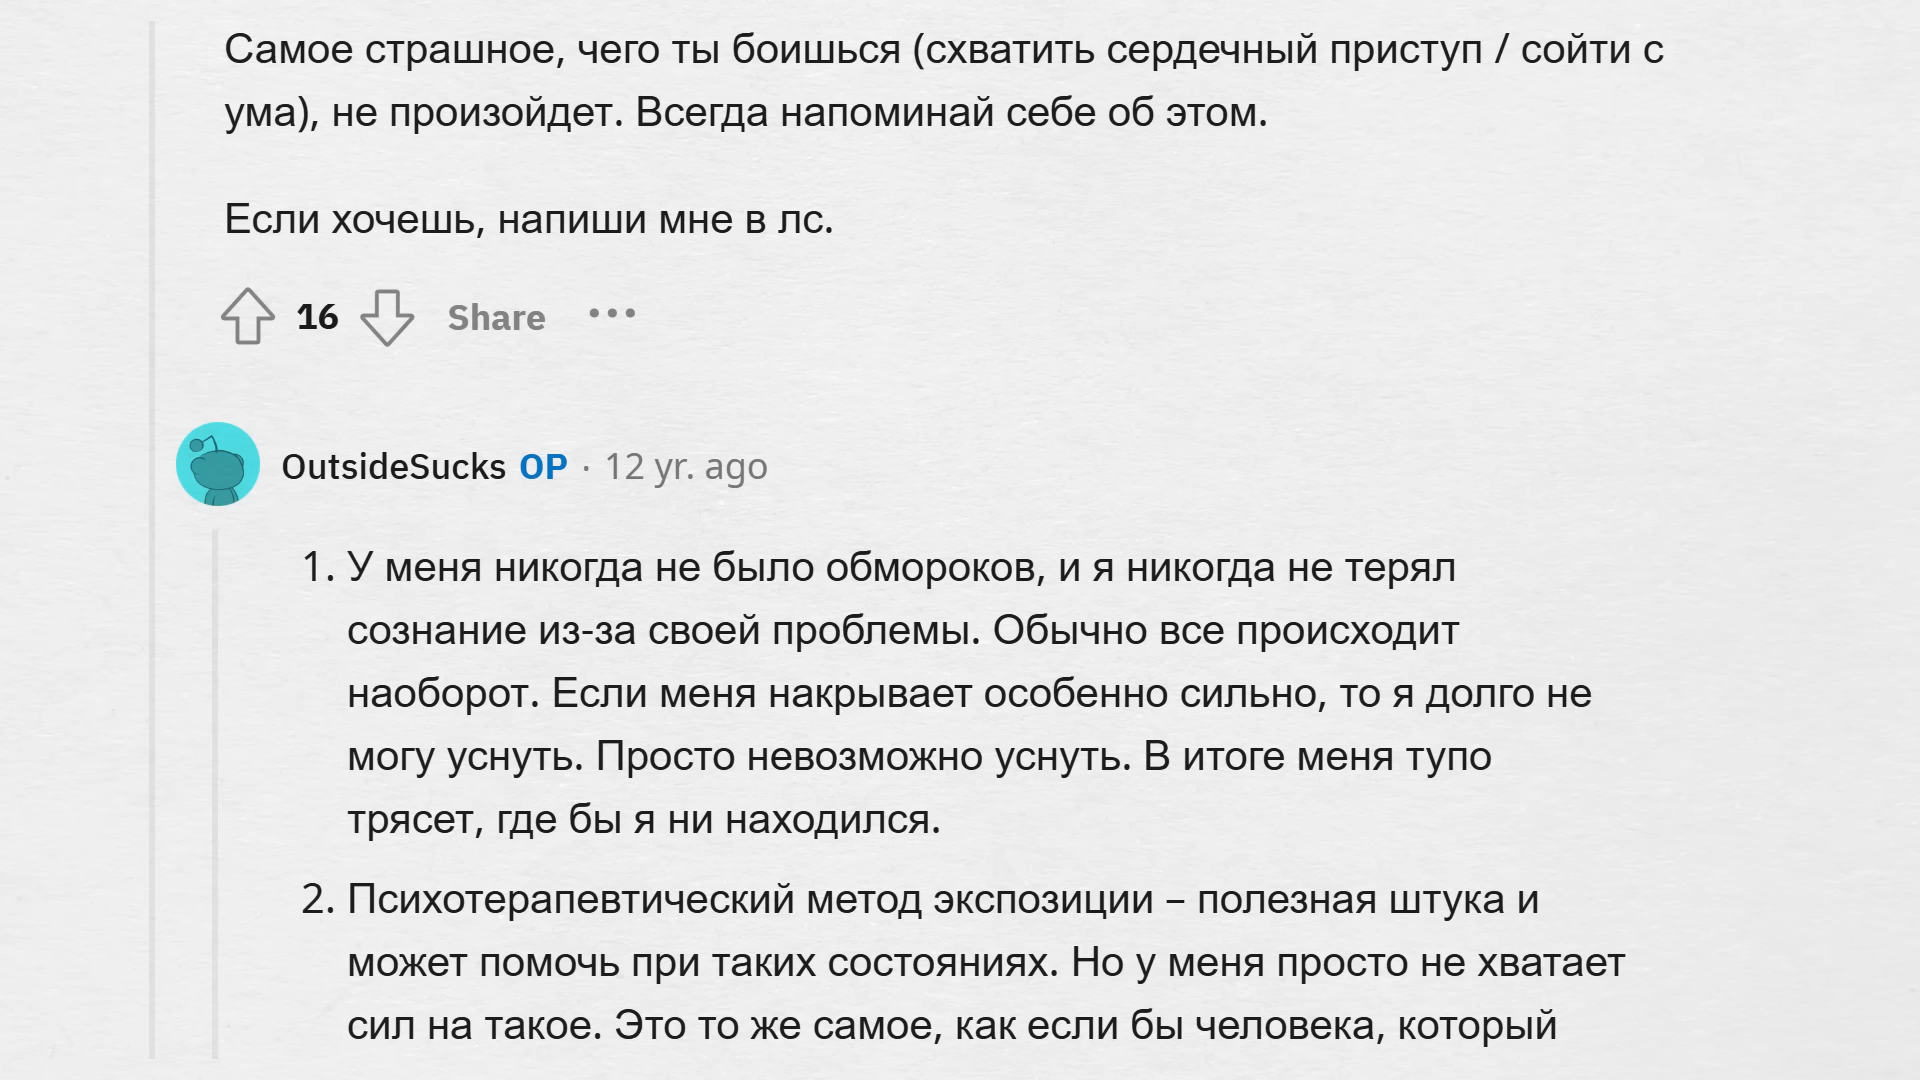 Самое страшное, чего ты боишься (схватить сердечный приступ / сойти с
ума), не произойдет. Всегда напоминай себе об этом.
Если хочешь, напиши мне в лс.
16 Share
OutsideSucks OP · 12 yr. ago
1. У меня никогда не было обмороков, и я никогда не терял
сознание из-за своей проблемы. Обычно все происходит
наоборот. Если меня накрывает особенно сильно, то я долго не
могу уснуть. Просто невозможно уснуть. В итоге меня тупо
трясет, где бы я ни находился.
2. Психотерапевтический метод экспозиции – полезная штука и
может помочь при таких состояниях. Но у меня просто не хватает
сил на такое. Это то же самое, как если бы человека, который